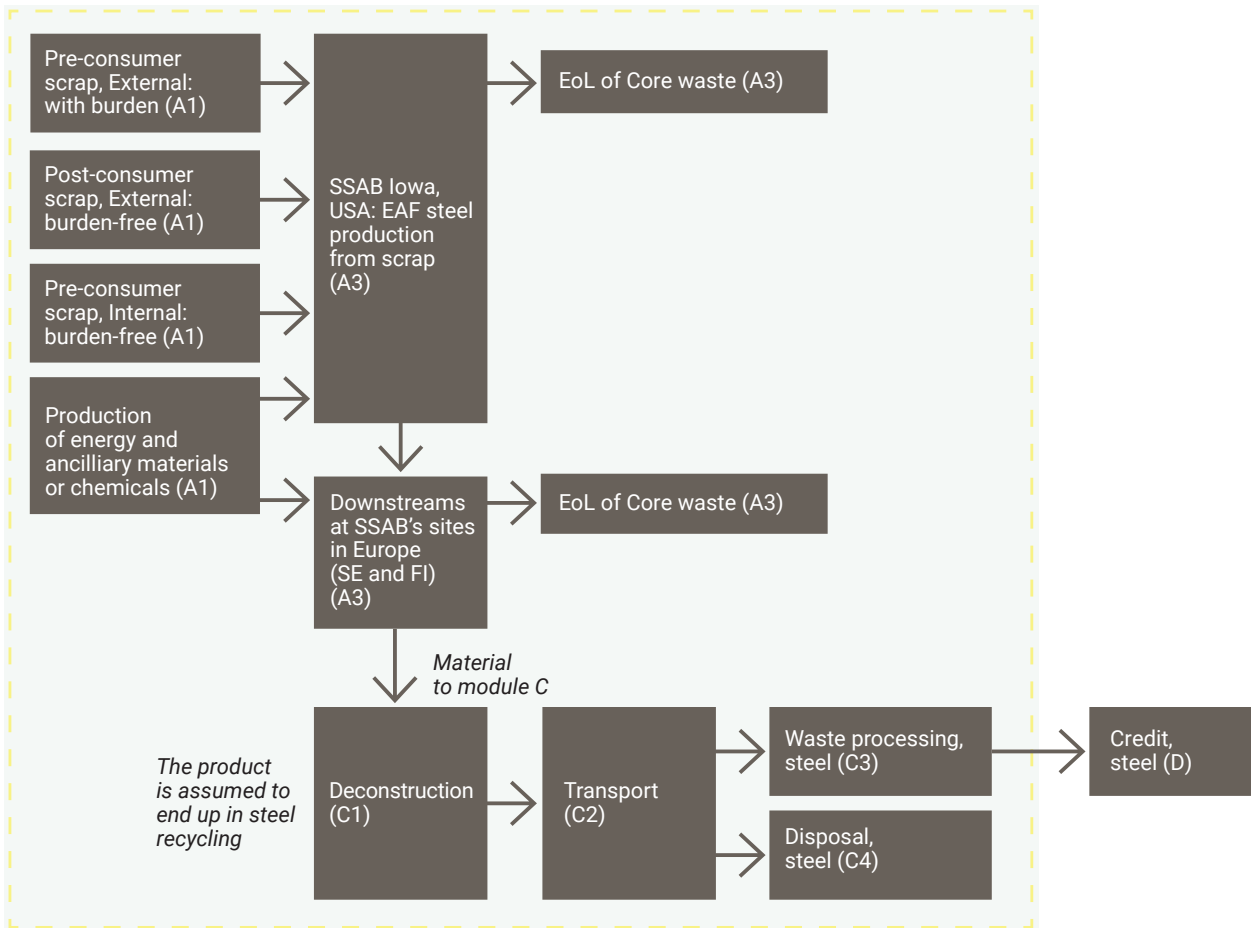 Pre-consumer
scrap, External:
with burden (A1)
Post-consumer
scrap, External:
burden-free (A1)
Pre-consumer
scrap, Internal:
burden-free (A1)
Production
of energy and
ancilliary materials
or chemicals (A1)
SSAB Iowa,
USA: EAF steel
production
from scrap
(A3)
EoL of Core waste (A3)
Downstreams
at SSAB's sites
in Europe
(SE and FI)
(A3)
EoL of Core waste (A3)
Material
to module C
The product
is assumed to
end up in steel
recycling
Deconstruction
(C1)
Transport
(C2)
Waste processing,
steel (C3)
Disposal,
steel (C4)
Credit,
steel (D)